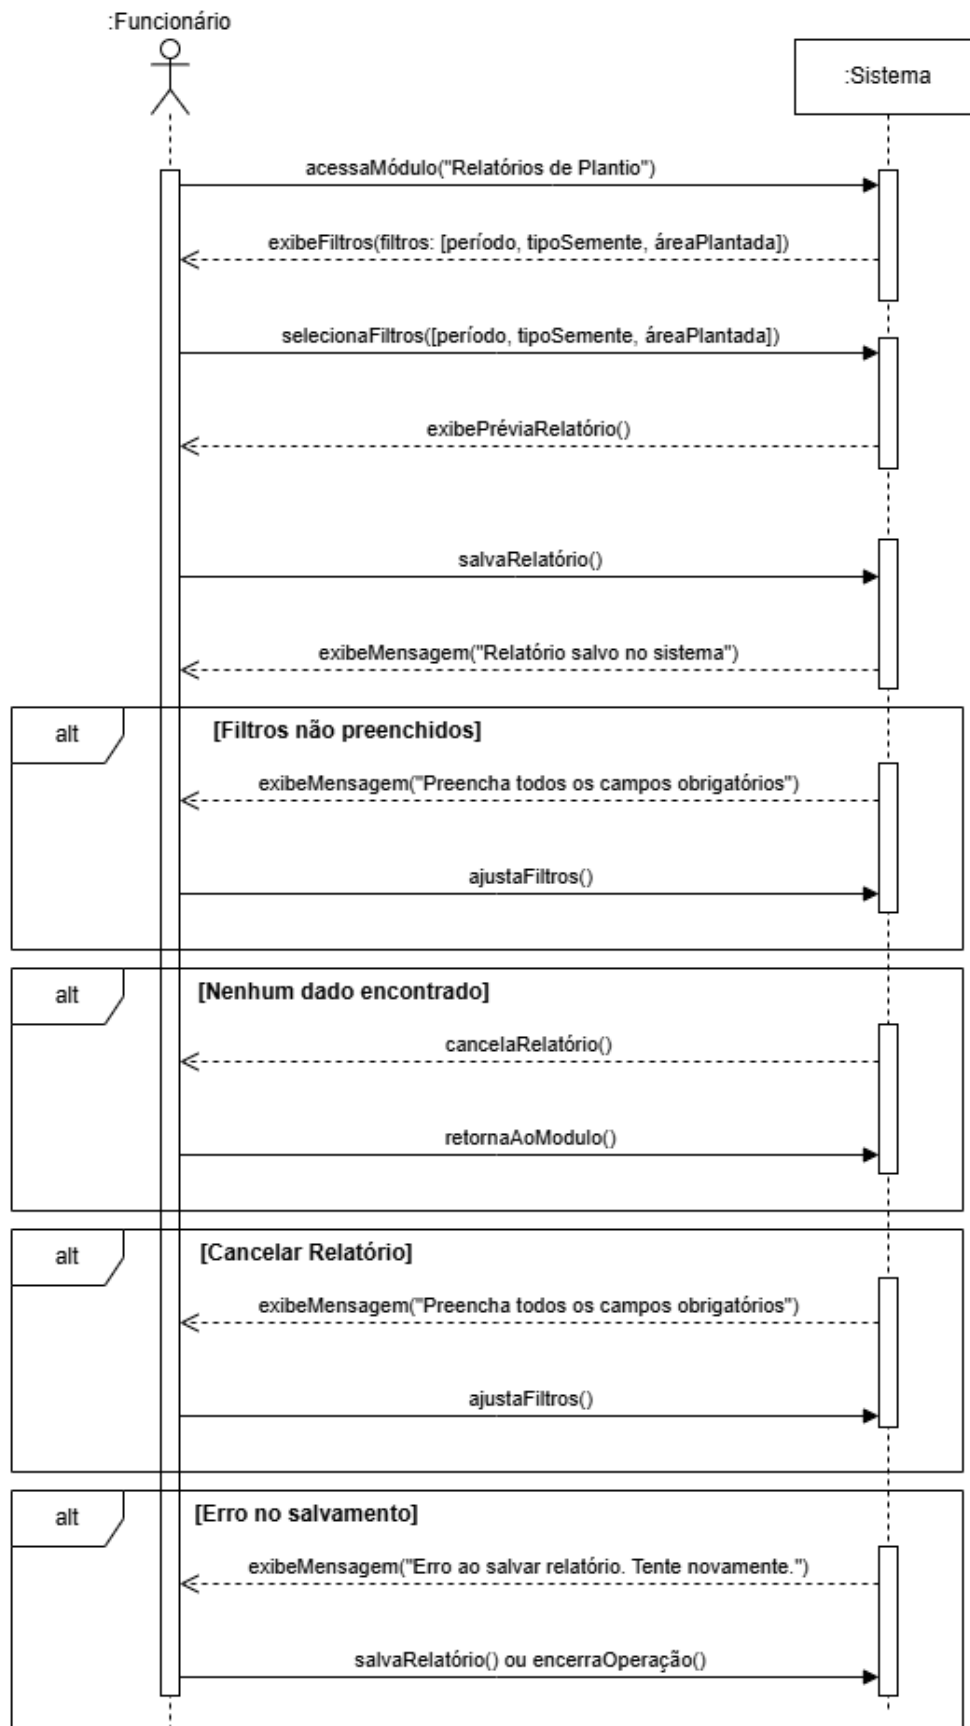 :Funcionário
:Sistema
acessaMódulo("Relatórios de Plantio")
exibeFiltros(filtros: [período, tipoSemente, áreaPlantada])
selecionaFiltros([período, tipoSemente, áreaPlantada])
exibePréviaRelatório()
salvaRelatório()
exibeMensagem("Relatório salvo no sistema")
alt
[Filtros não preenchidos]
exibeMensagem("Preencha todos os campos obrigatórios")
ajustaFiltros()
alt
[Nenhum dado encontrado]
cancelaRelatório()
retornaAoModulo()
alt
[Cancelar Relatório]
exibeMensagem("Preencha todos os campos obrigatórios")
ajustaFiltros()
alt
[Erro no salvamento]
exibeMensagem("Erro ao salvar relatório. Tente novamente.")
salvaRelatório() ou encerraOperação()